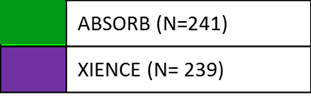 ABSORB (N=241)
XIENCE (N= 239)